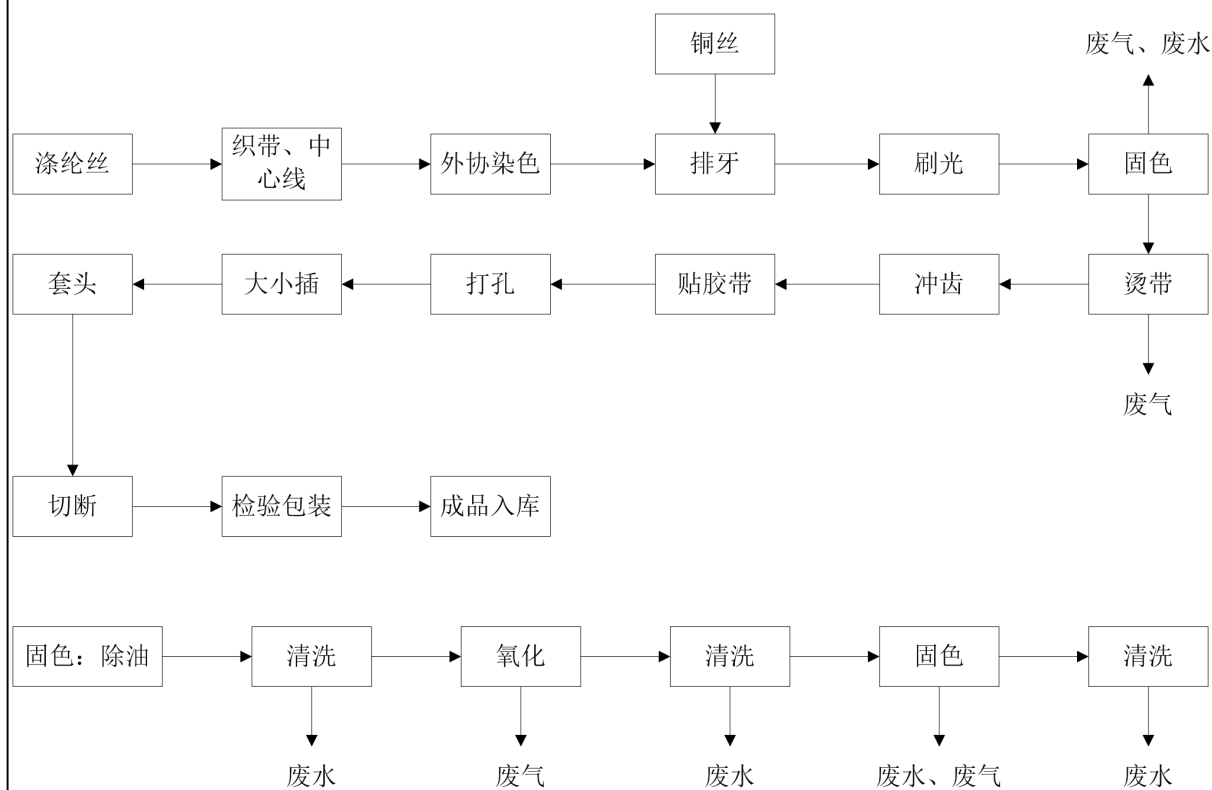 铜丝
废气、废水
涤纶丝
织带、中
心线
外协染色
排牙
刷光
固色
套头
大小插
打孔
贴胶带
冲齿
烫带
废气
切断
检验包装
成品入库
固色：除油
清洗
氧化
清洗
固色
清洗
废水
废气
废水
废水、废气
废水